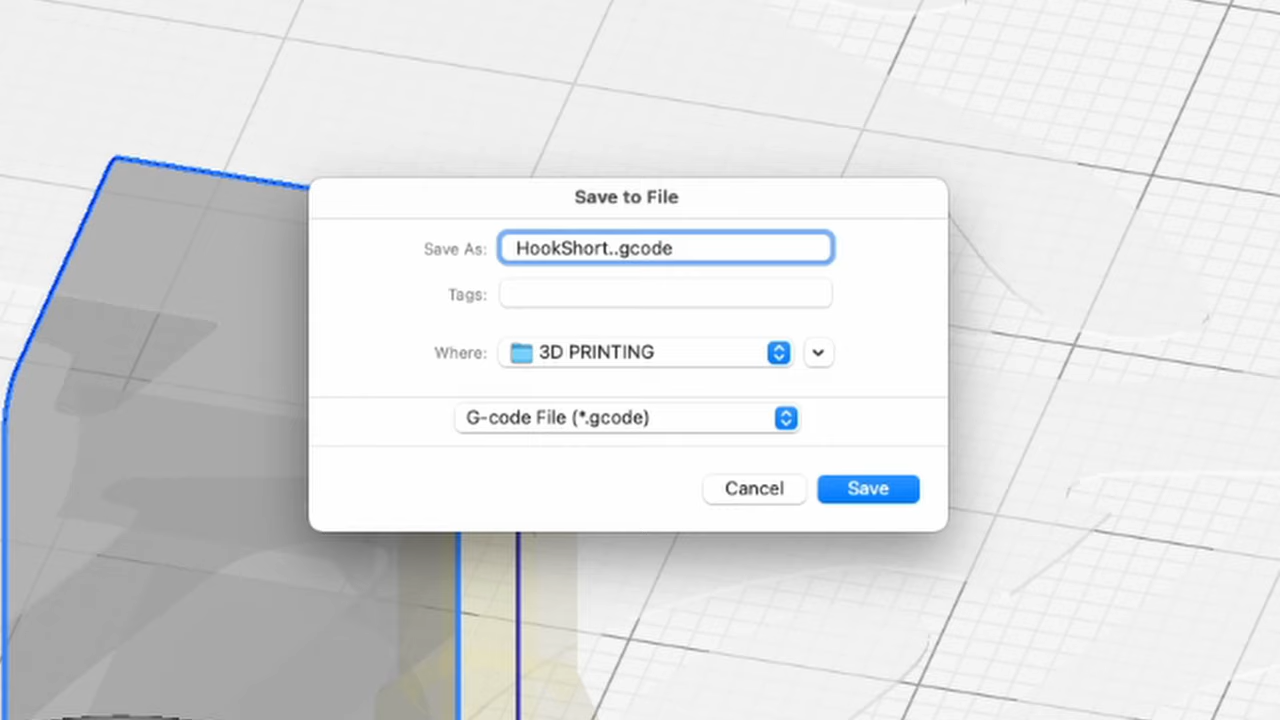 Save to File
Save As: HookShort..gcode
Tags:
Where: 3D PRINTING
G-code File (*.gcode)
Cancel Save